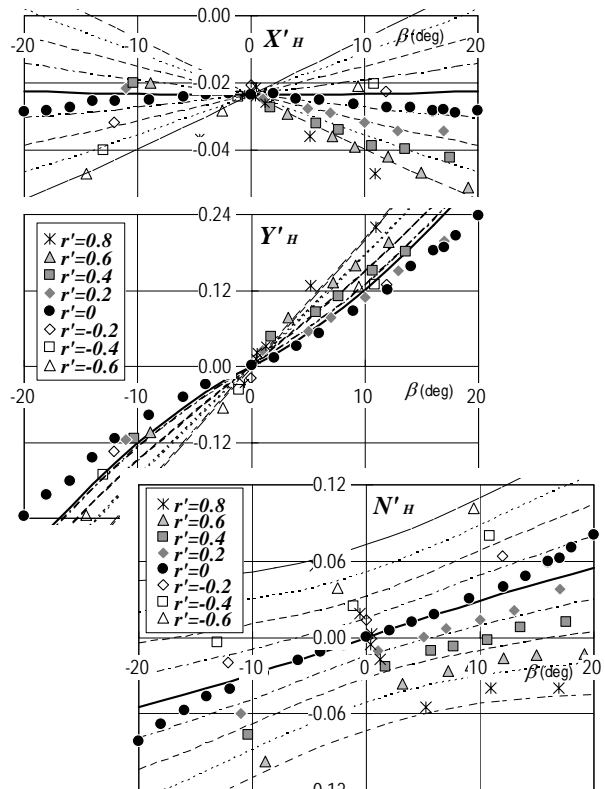 0.00
-20 -10 X'H 0 β(deg) 10 20
-0.02
-0.04
Y'H 0.24
r'=0.8
r'=0.6
r'=0.4
r'=0.2
r'=0
r'=-0.2
r'=-0.4
r'=-0.6
0.12
0.00
-20 -10 0 β(deg) 10 20
-0.12
0.12
N'H
r'=0.8
r'=0.6
r'=0.4
r'=0.2
r'=0
r'=-0.2
r'=-0.4
r'=-0.6
0.06
0.00
-20 -10 0 10 β(deg) 20
-0.06